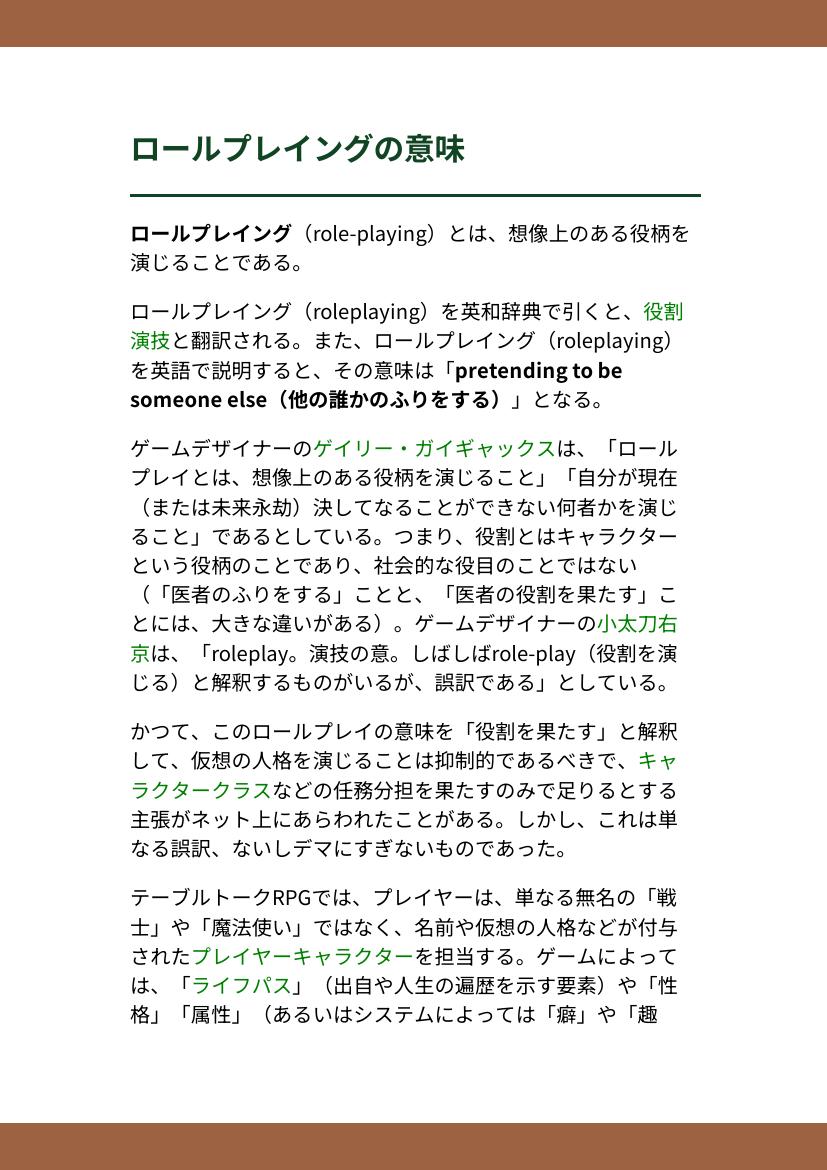 ロールプレイングの意味
ロールプレイング（role-playing）とは、想像上のある役柄を
演じることである。
ロールプレイング（roleplaying）を英和辞典で引くと、役割
演技と翻訳される。また、ロールプレイング（roleplaying）
を英語で説明すると、その意味は「pretending to be
someone else（他の誰かのふりをする）」となる。
ゲームデザイナーのゲイリー・ガイギャックスは、「ロール
プレイとは、想像上のある役柄を演じること」「自分が現在
（または未来永劫）決してなることができない何者かを演じ
ること」であるとしている。つまり、役割とはキャラクター
という役柄のことであり、社会的な役目のことではない
（「医者のふりをする」ことと、「医者の役割を果たす」こ
とには、大きな違いがある）。ゲームデザイナーの小太刀右
京は、「roleplay。演技の意。しばしばrole-play（役割を演
じる）と解釈するものがいるが、誤訳である」としている。
かつて、このロールプレイの意味を「役割を果たす」と解釈
して、仮想の人格を演じることは抑制的であるべきで、キャ
ラクタークラスなどの任務分担を果たすのみで足りるとする
主張がネット上にあらわれたことがある。しかし、これは単
なる誤訳、ないしデマにすぎないものであった。
テーブルトークRPGでは、プレイヤーは、単なる無名の「戦
士」や「魔法使い」ではなく、名前や仮想の人格などが付与
されたプレイヤーキャラクターを担当する。ゲームによって
は、「ライフパス」（出自や人生の遍歴を示す要素）や「性
格」「属性」（あるいはシステムによっては「癖」や「趣